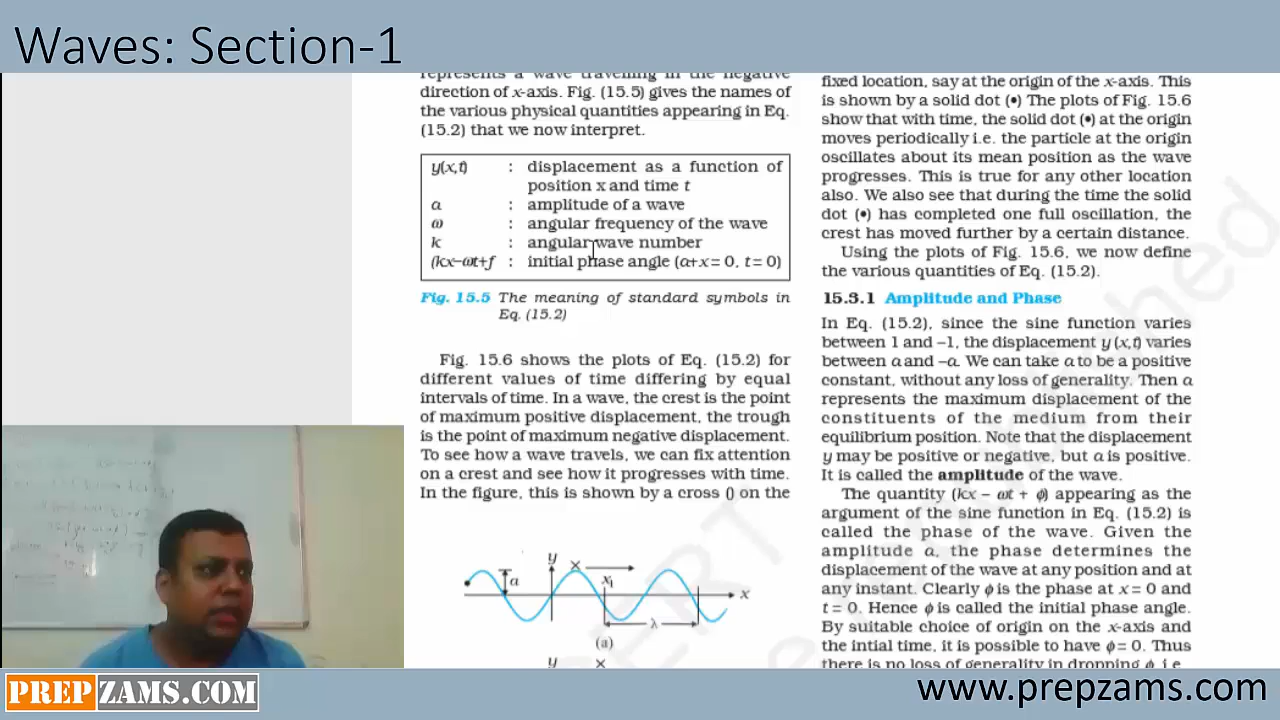 Waves: Section-1
represents a wave travelling in the negative
direction of x-axis. Fig. (15.5) gives the names of
the various physical quantities appearing in Eq.
(15.2) that we now interpret.
y(x,t) : displacement as a function of
position x and time t
a : amplitude of a wave
ω : angular frequency of the wave
k : angular wave number
(kx–ωt+f : initial phase angle (a+x = 0, t = 0)
Fig. 15.5 The meaning of standard symbols in
Eq. (15.2)
Fig. 15.6 shows the plots of Eq. (15.2) for
different values of time differing by equal
intervals of time. In a wave, the crest is the point
of maximum positive displacement, the trough
is the point of maximum negative displacement.
To see how a wave travels, we can fix attention
on a crest and see how it progresses with time.
In the figure, this is shown by a cross () on the
y × a x₁ x
λ
(a)
y ×
fixed location, say at the origin of the x-axis. This
is shown by a solid dot (•) The plots of Fig. 15.6
show that with time, the solid dot (•) at the origin
moves periodically i.e. the particle at the origin
oscillates about its mean position as the wave
progresses. This is true for any other location
also. We also see that during the time the solid
dot (•) has completed one full oscillation, the
crest has moved further by a certain distance.
Using the plots of Fig. 15.6, we now define
the various quantities of Eq. (15.2).
15.3.1 Amplitude and Phase
In Eq. (15.2), since the sine function varies
between 1 and –1, the displacement y (x,t) varies
between a and –a. We can take a to be a positive
constant, without any loss of generality. Then a
represents the maximum displacement of the
constituents of the medium from their
equilibrium position. Note that the displacement
y may be positive or negative, but a is positive.
It is called the amplitude of the wave.
The quantity (kx – ωt + ϕ) appearing as the
argument of the sine function in Eq. (15.2) is
called the phase of the wave. Given the
amplitude a, the phase determines the
displacement of the wave at any position and at
any instant. Clearly ϕ is the phase at x = 0 and
t = 0. Hence ϕ is called the initial phase angle.
By suitable choice of origin on the x-axis and
the intial time, it is possible to have ϕ = 0. Thus
there is no loss of generality in dropping ϕ, i.e.
PREPZAMS.COM
www.prepzams.com